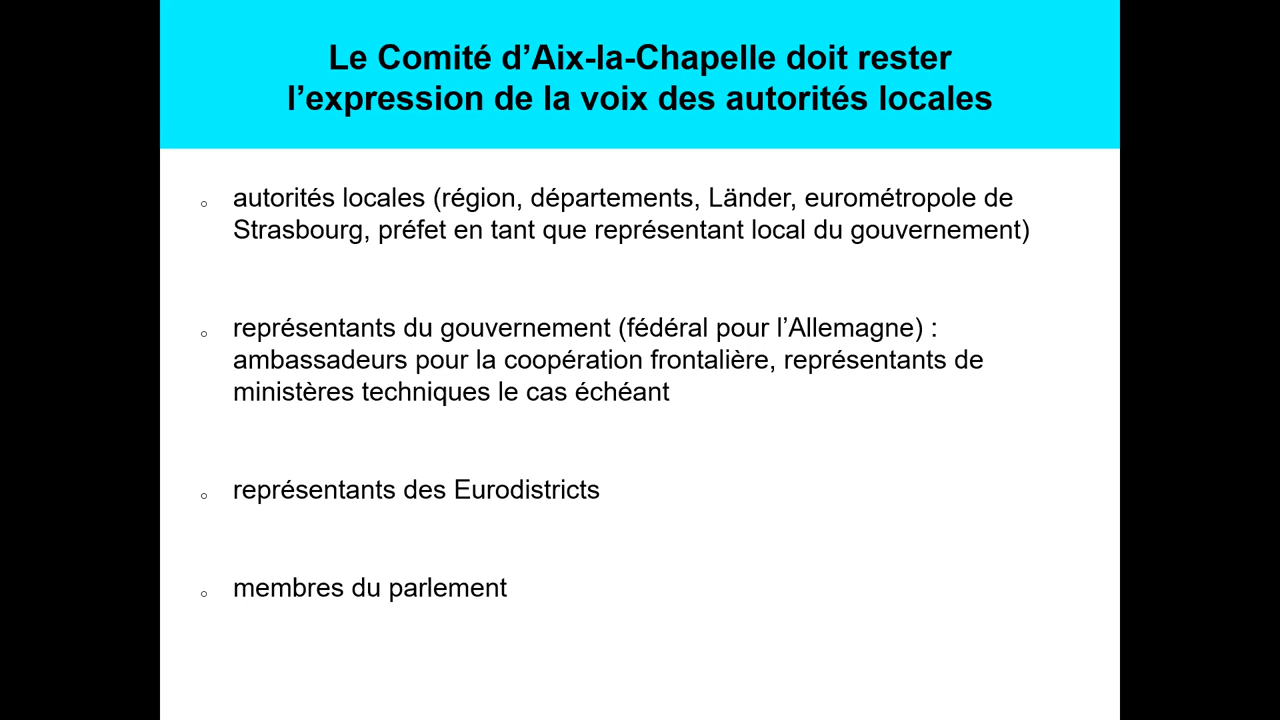 Le Comité d’Aix-la-Chapelle doit rester
l’expression de la voix des autorités locales
autorités locales (région, départements, Länder, eurométropole de
Strasbourg, préfet en tant que représentant local du gouvernement)
représentants du gouvernement (fédéral pour l’Allemagne) :
ambassadeurs pour la coopération frontalière, représentants de
ministères techniques le cas échéant
représentants des Eurodistricts
membres du parlement